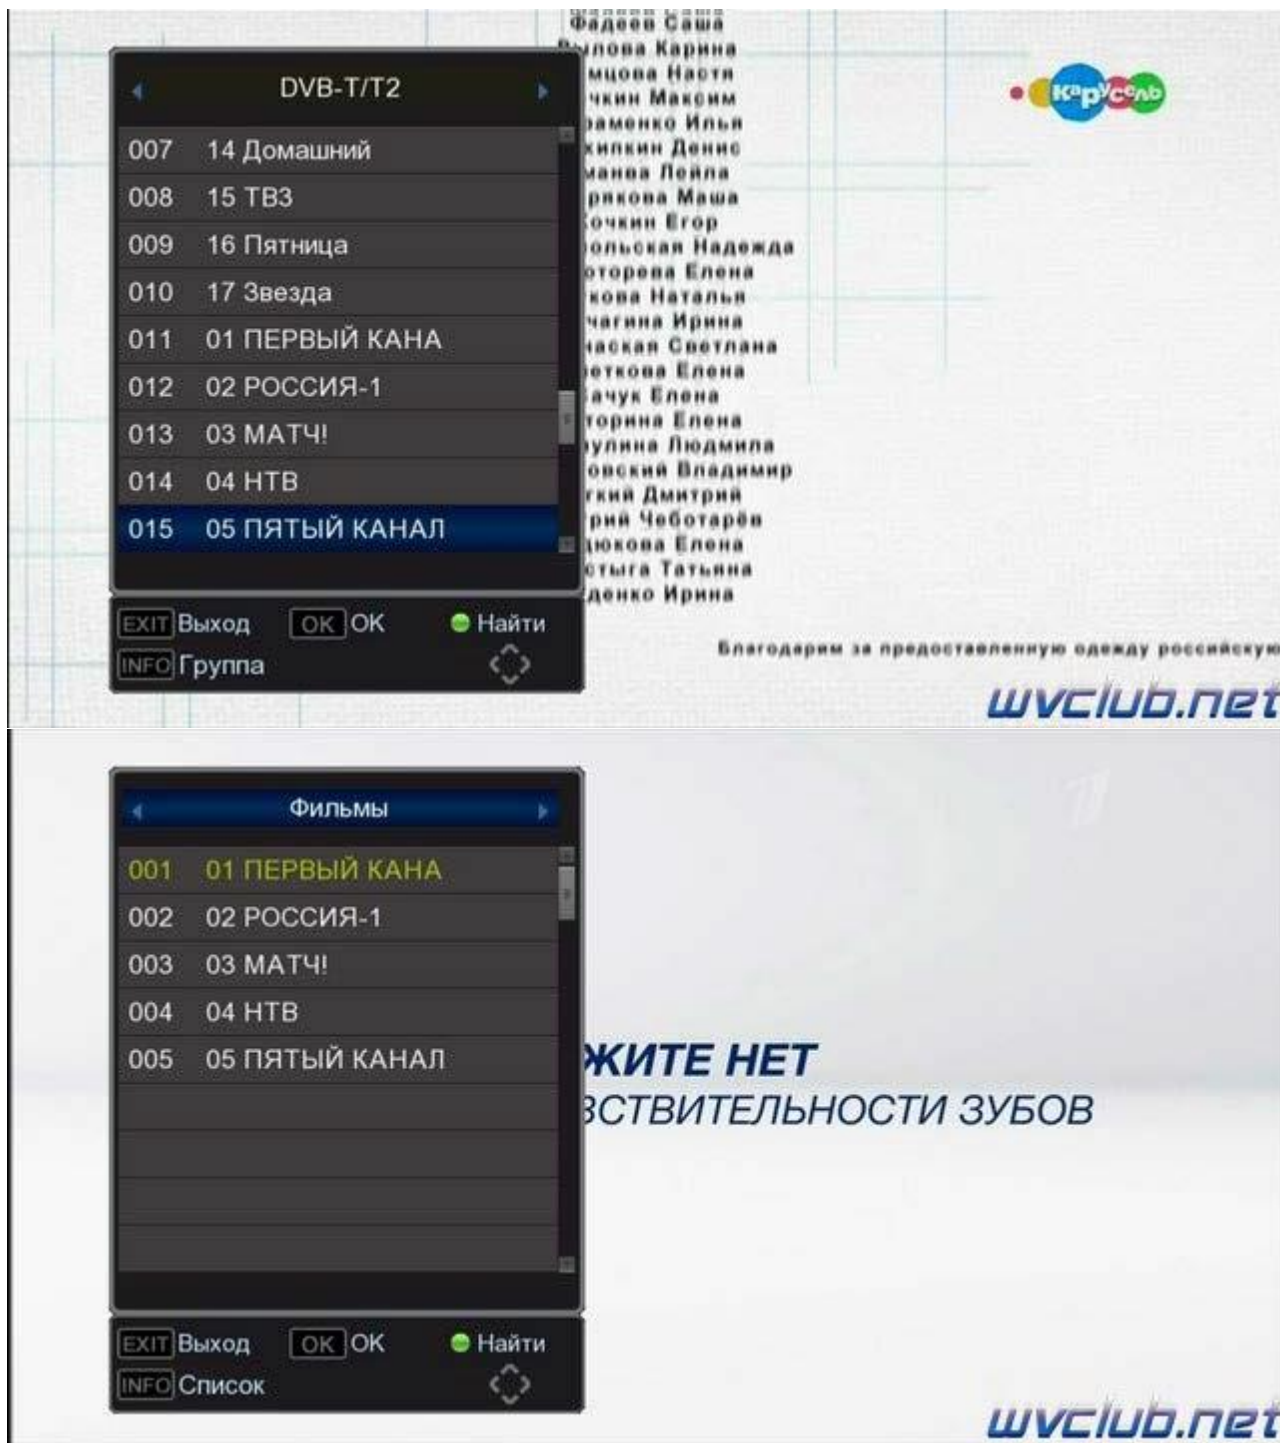 Фадеев Саша
Карина
Настя
Максим
Илья
Денис
Лейла
Маша
Егор
Надежда
Елена
Наталья
Ирина
Светлана
Елена
Елена
Елена
Людмила
Владимир
Дмитрий
Чеботарёв
Елена
Татьяна
Ирина
Благодарим за предоставленную одежду российскую
Карусель
DVB-T/T2
007 14 Домашний
008 15 ТВ3
009 16 Пятница
010 17 Звезда
011 01 ПЕРВЫЙ КАНА
012 02 РОССИЯ-1
013 03 МАТЧ!
014 04 НТВ
015 05 ПЯТЫЙ КАНАЛ
EXIT Выход OK OK Найти
INFO Группа
wvclub.net
Фильмы
001 01 ПЕРВЫЙ КАНА
002 02 РОССИЯ-1
003 03 МАТЧ!
004 04 НТВ
005 05 ПЯТЫЙ КАНАЛ
НЕТ
ЗУБОВ
EXIT Выход OK OK Найти
INFO Список
wvclub.net